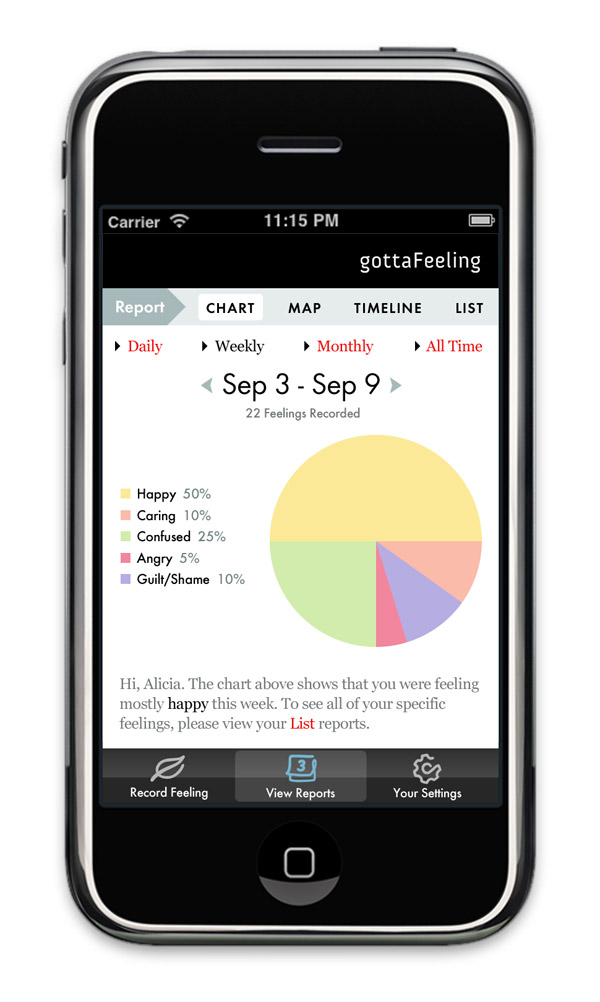 Carrier 11:15 PM
gottaFeeling
Report CHART MAP TIMELINE LIST
Daily Weekly Monthly All Time
Sep 3 - Sep 9
22 Feelings Recorded
Happy 50%
Caring 10%
Confused 25%
Angry 5%
Guilt/Shame 10%
Hi, Alicia. The chart above shows that you were feeling
mostly happy this week. To see all of your specific
feelings, please view your List reports.
3
Record Feeling View Reports Your Settings